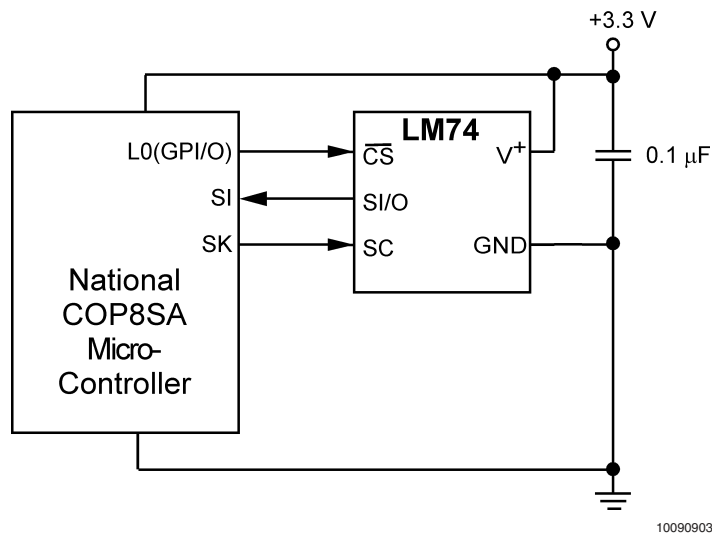 +3.3 V
LM74
L0(GPI/O)
CS
V+
0.1 μF
SI
SI/O
SK
SC
GND
National
COP8SA
Micro-
Controller
10090903